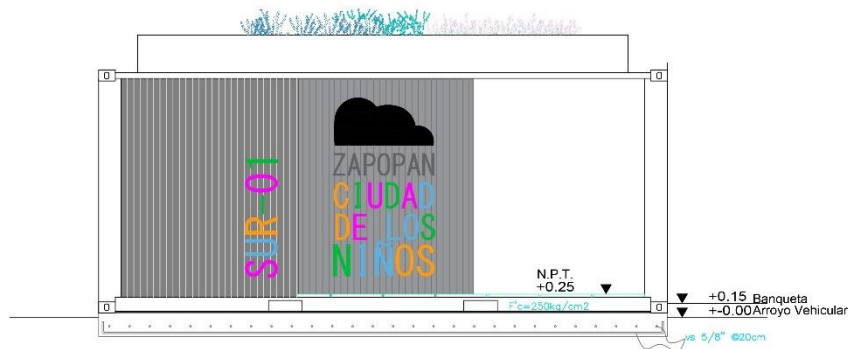 SUR-01
ZAPOPAN
CIUDAD
DE LOS
NIÑOS
N.P.T.
+0.25
F'c=250kg/cm2
+0.15 Banqueta
+-0.00 Arroyo Vehicular
vs 5/8" @20cm